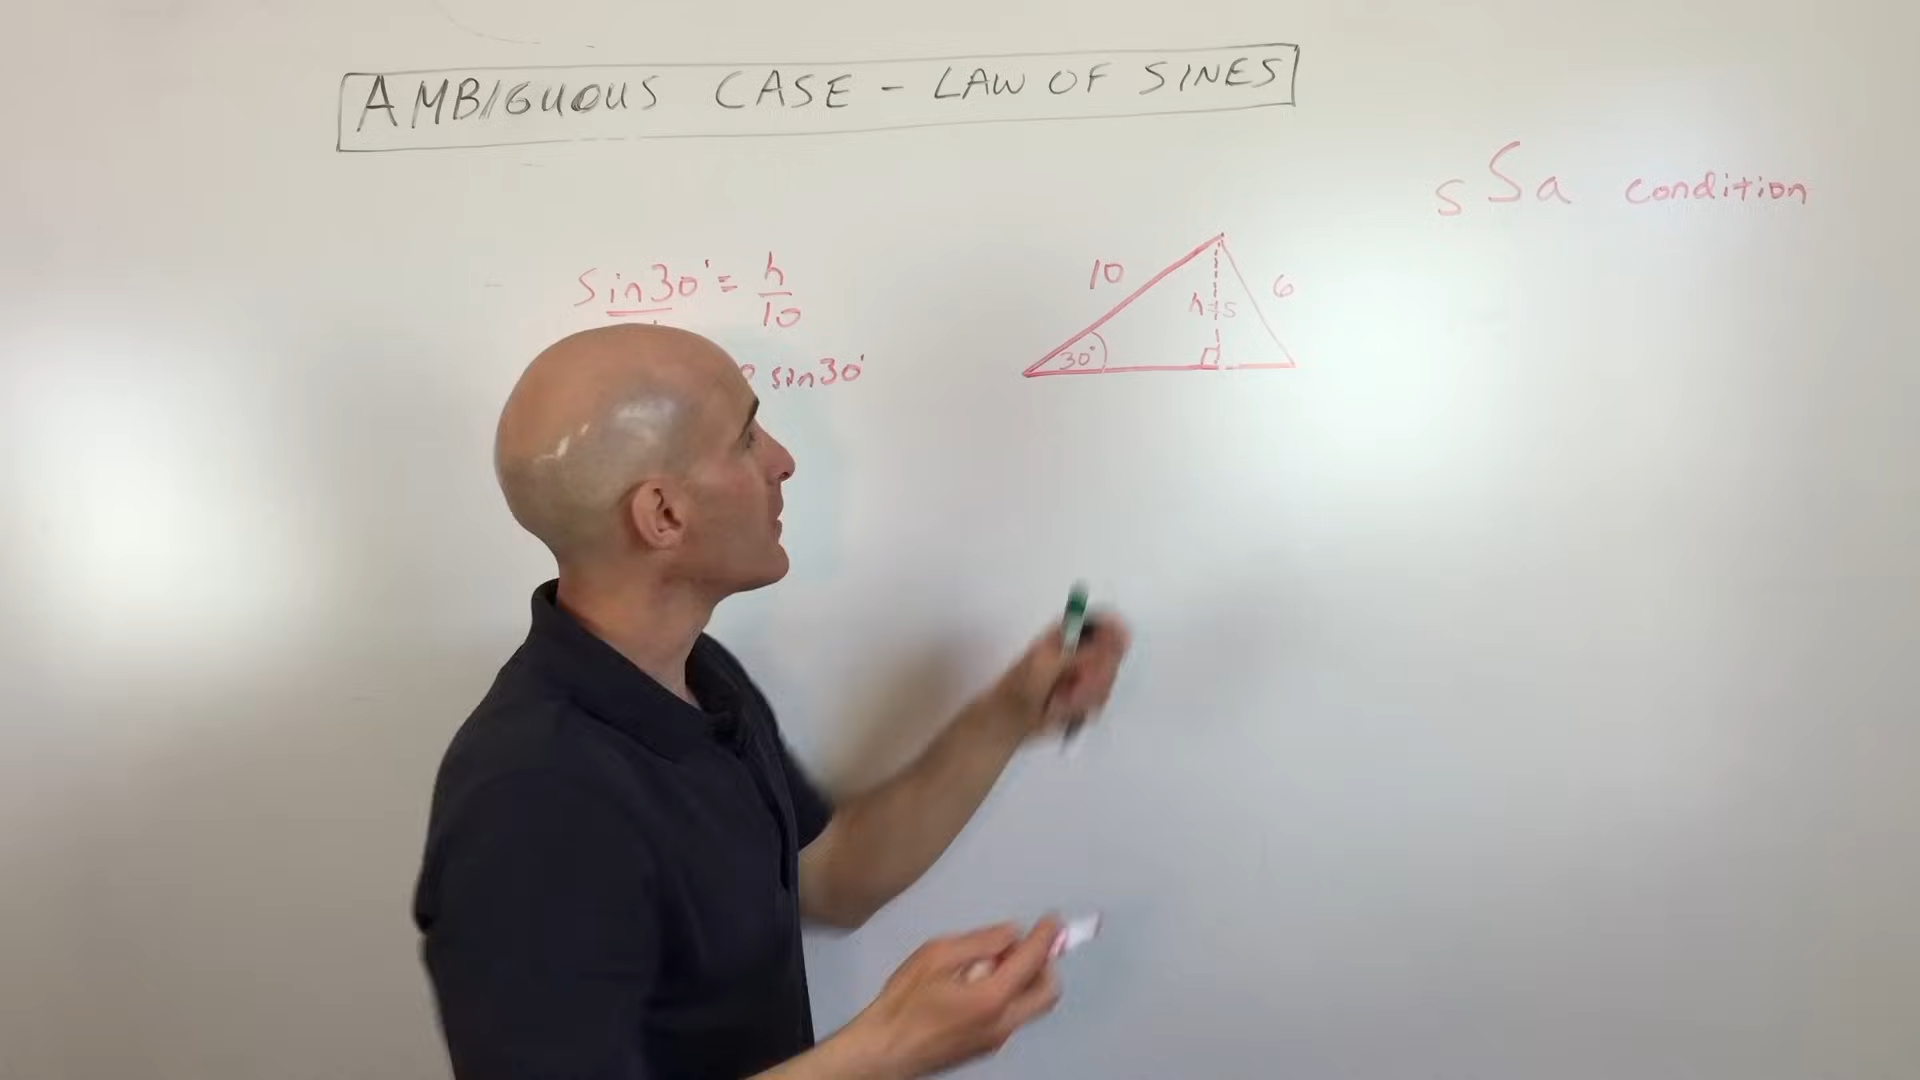 AMBIGUOUS CASE - LAW OF SINES
sSa condition
sin30° = h/10
sin30°
10
h=5
6
30°